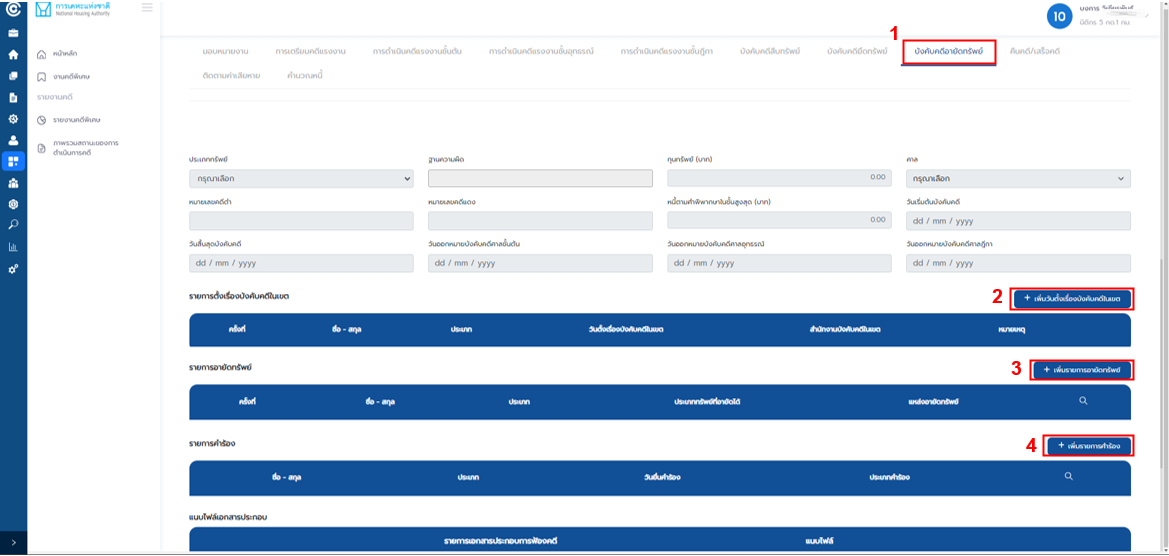 การเคหะแห่งชาติ
National Housing Authority
10
นิติกร 5 กด.1 กม.
1
หน้าหลัก
งานคดีพิเศษ
รายงานคดี
รายงานคดีพิเศษ
ภาพรวมสถานะของการ
ดำเนินการคดี
มอบหมายงาน การเตรียมคดีแรงงาน การดำเนินคดีแรงงานชั้นต้น การดำเนินคดีแรงงานชั้นอุทธรณ์ การดำเนินคดีแรงงานชั้นฎีกา บังคับคดีสืบทรัพย์ บังคับคดียึดทรัพย์ บังคับคดีอายัดทรัพย์ คืนคดี/เสร็จคดี
ติดตามค่าเสียหาย คำนวณหนี้
ประเภททรัพย์ ฐานความผิด ทุนทรัพย์ (บาท) ศาล
กรุณาเลือก 0.00 กรุณาเลือก
หมายเลขคดีดำ หมายเลขคดีแดง หนี้ตามคำพิพากษาในชั้นสูงสุด (บาท) วันเริ่มต้นบังคับคดี
0.00 dd / mm / yyyy
วันสิ้นสุดบังคับคดี วันออกหมายบังคับคดีศาลชั้นต้น วันออกหมายบังคับคดีศาลอุทธรณ์ วันออกหมายบังคับคดีศาลฎีกา
dd / mm / yyyy dd / mm / yyyy dd / mm / yyyy dd / mm / yyyy
รายการตั้งเรื่องบังคับคดีในเขต 2 + เพิ่มวันตั้งเรื่องบังคับคดีในเขต
ครั้งที่ ชื่อ - สกุล ประเภท วันตั้งเรื่องบังคับคดีในเขต สำนักงานบังคับคดีในเขต หมายเหตุ
รายการอายัดทรัพย์ 3 + เพิ่มรายการอายัดทรัพย์
ครั้งที่ ชื่อ - สกุล ประเภท ประเภททรัพย์ที่อายัดได้ แหล่งอายัดทรัพย์
รายการคำร้อง 4 + เพิ่มรายการคำร้อง
ชื่อ - สกุล ประเภท วันยื่นคำร้อง ประเภทคำร้อง
แนบไฟล์เอกสารประกอบ
รายการเอกสารประกอบการฟ้องคดี แนบไฟล์